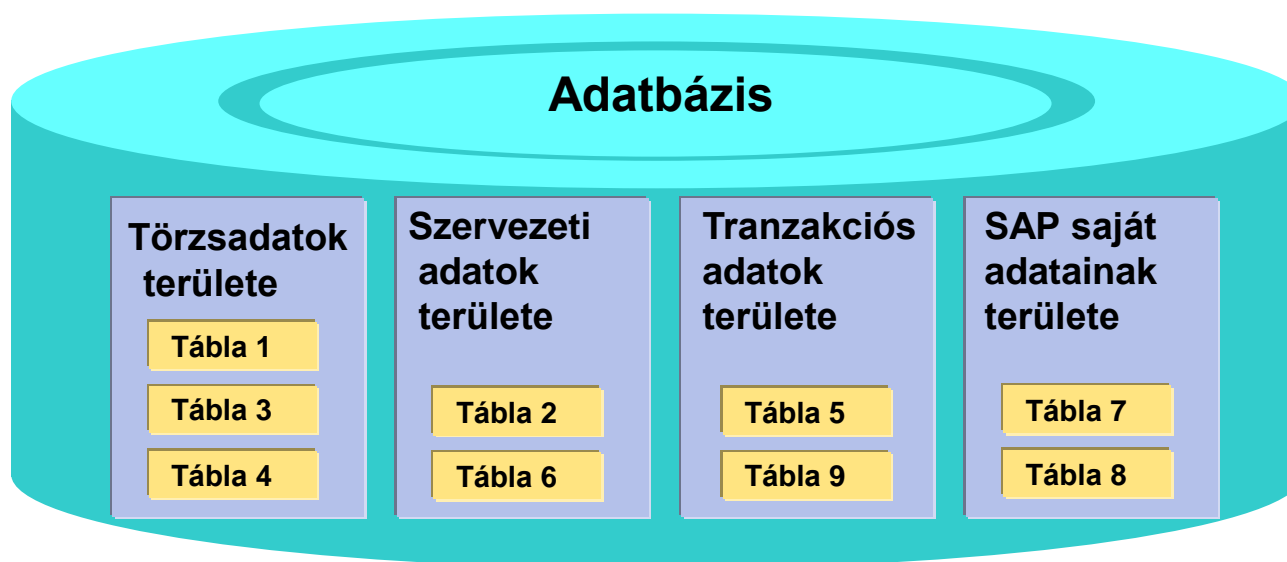 Adatbázis
Törzsadatok
területe
Tábla 1
Tábla 3
Tábla 4
Szervezeti
adatok
területe
Tábla 2
Tábla 6
Tranzakciós
adatok
területe
Tábla 5
Tábla 9
SAP saját
adatainak
területe
Tábla 7
Tábla 8